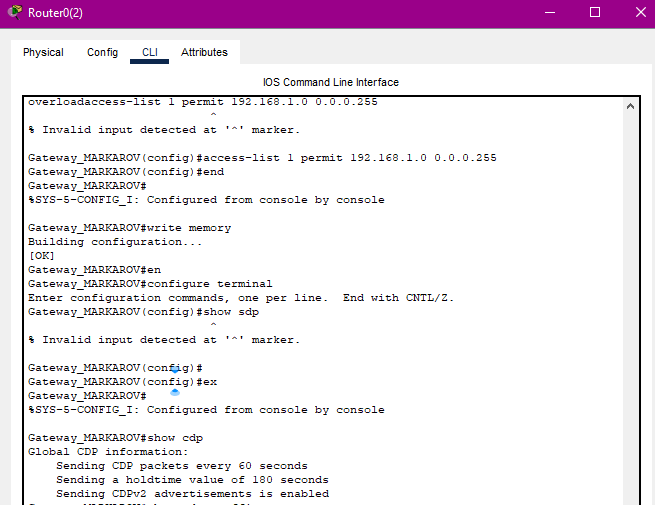 Router0(2)
Physical Config CLI Attributes
IOS Command Line Interface
overloadaccess-list 1 permit 192.168.1.0 0.0.0.255
^
% Invalid input detected at '^' marker.
Gateway_MARKAROV(config)#access-list 1 permit 192.168.1.0 0.0.0.255
Gateway_MARKAROV(config)#end
Gateway_MARKAROV#
%SYS-5-CONFIG_I: Configured from console by console
Gateway_MARKAROV#write memory
Building configuration...
[OK]
Gateway_MARKAROV#en
Gateway_MARKAROV#configure terminal
Enter configuration commands, one per line.  End with CNTL/Z.
Gateway_MARKAROV(config)#show sdp
^
% Invalid input detected at '^' marker.
Gateway_MARKAROV(config)#
Gateway_MARKAROV(config)#ex
Gateway_MARKAROV#
%SYS-5-CONFIG_I: Configured from console by console
Gateway_MARKAROV#show cdp
Global CDP information:
Sending CDP packets every 60 seconds
Sending a holdtime value of 180 seconds
Sending CDPv2 advertisements is enabled